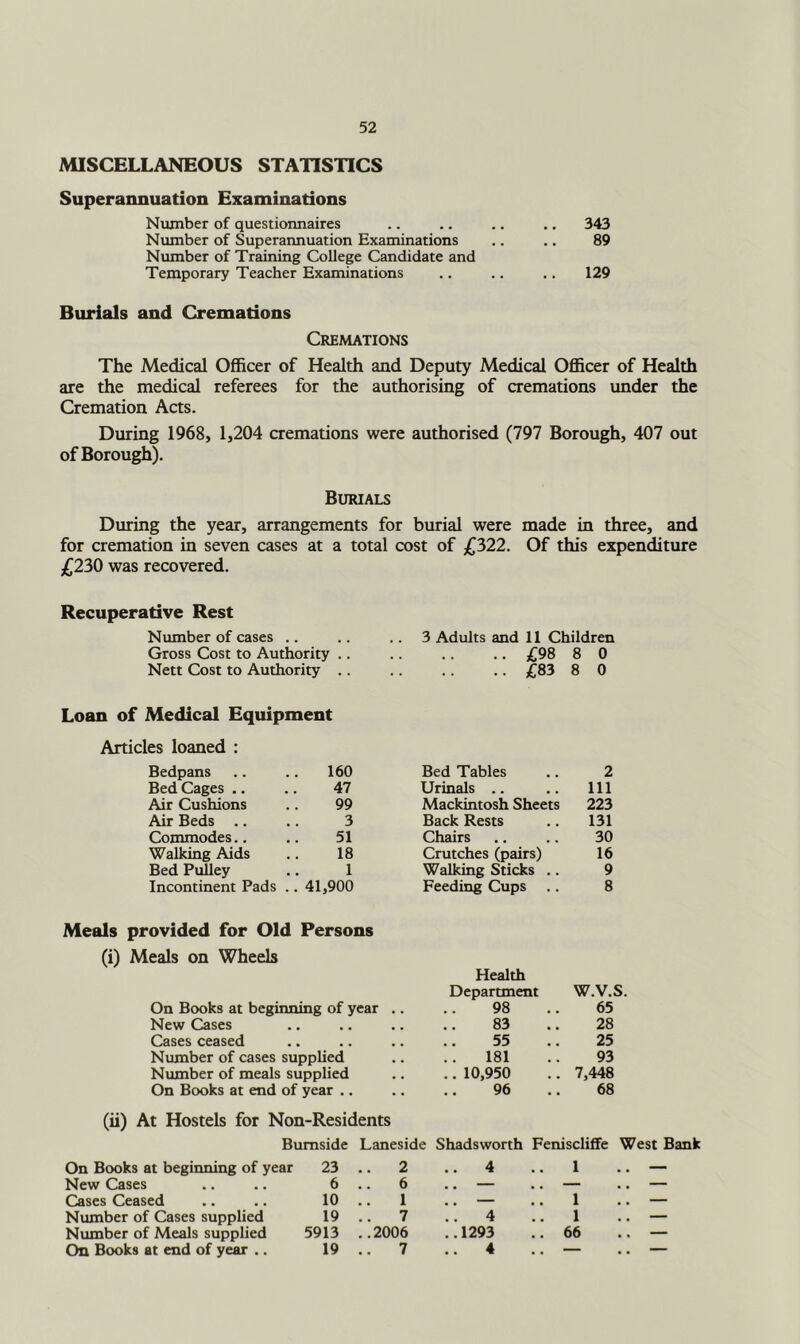 52
MISCELLANEOUS STATISTICS
Superannuation Examinations
Number of questionnaires .. .. .. .. 343
Number of Superannuation Examinations .. .. 89
Number of Training College Candidate and
Temporary Teacher Examinations .. .. .. 129
Burials and Cremations
CREMATIONS
The Medical Officer of Health and Deputy Medical Officer of Health
are the medical referees for the authorising of cremations under the
Cremation Acts.
During 1968, 1,204 cremations were authorised (797 Borough, 407 out
of Borough).
BURIALS
During the year, arrangements for burial were made in three, and
for cremation in seven cases at a total cost of £322. Of this expenditure
£230 was recovered.
Recuperative Rest
Number of cases .. .. .. 3 Adults and 11 Children
Gross Cost to Authority .. .. .. .. £98 8 0
Nett Cost to Authority .. .. .. .. £83 8 0
Loan of Medical Equipment
Articles loaned :
Bedpans .. .. 160 Bed Tables .. 2
Bed Cages .. .. 47 Urinals .. .. 111
Air Cushions .. 99 Mackintosh Sheets 223
Air Beds .. .. 3 Back Rests .. 131
Commodes.. .. 51 Chairs .. .. 30
Walking Aids .. 18 Crutches (pairs) 16
Bed Pulley .. 1 Walking Sticks .. 9
Incontinent Pads .. 41,900 Feeding Cups .. 8
Meals provided for Old Persons
(i) Meals on Wheels
Health
Department W.V.S.
On Books at beginning of year .. .. 98 .. 65
New Cases .. .. .. .. 83 .. 28
Cases ceased .. .. .. .. 55 .. 25
Number of cases supplied .. .. 181 .. 93
Number of meals supplied .. .. 10,950 .. 7,448
On Books at end of year .. .. .. 96 .. 68
(ii) At Hostels for Non-Residents
Burnside Laneside Shadsworth Feniscliffe West Bank
On Books at beginning of year 23 .. 2 .. 4 .. 1 .. —
New Cases .. .. 6 .. 6 .. — .. — .. —
Cases Ceased .. .. 10 .. 1 .. — .. 1 .. —
Number of Cases supplied 19 .. 7 .. 4 .. 1 .. —
Number of Meals supplied 5913 ..2006 ..1293 .. 66 .. —
On Books at end of year .. 19 .. 7 .. 4 .. — .. —